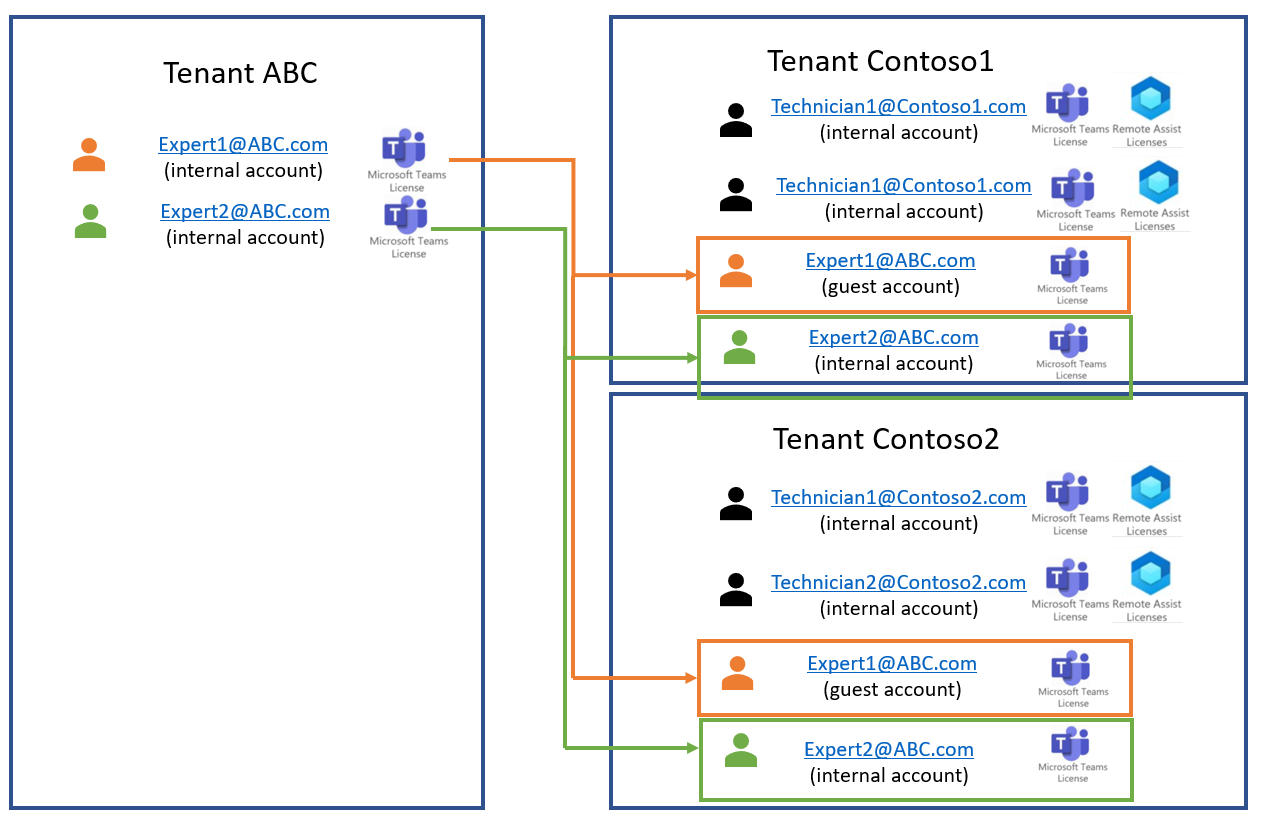 Tenant ABC
Expert1@ABC.com
(internal account)
Microsoft Teams
License
Expert2@ABC.com
(internal account)
Microsoft Teams
License
Tenant Contoso1
Technician1@Contoso1.com
(internal account)
Microsoft Teams
License
Remote Assist
Licenses
Technician1@Contoso1.com
(internal account)
Microsoft Teams
License
Remote Assist
Licenses
Expert1@ABC.com
(guest account)
Microsoft Teams
License
Expert2@ABC.com
(internal account)
Microsoft Teams
License
Tenant Contoso2
Technician1@Contoso2.com
(internal account)
Microsoft Teams
License
Remote Assist
Licenses
Technician2@Contoso2.com
(internal account)
Microsoft Teams
License
Remote Assist
Licenses
Expert1@ABC.com
(guest account)
Microsoft Teams
License
Expert2@ABC.com
(internal account)
Microsoft Teams
License